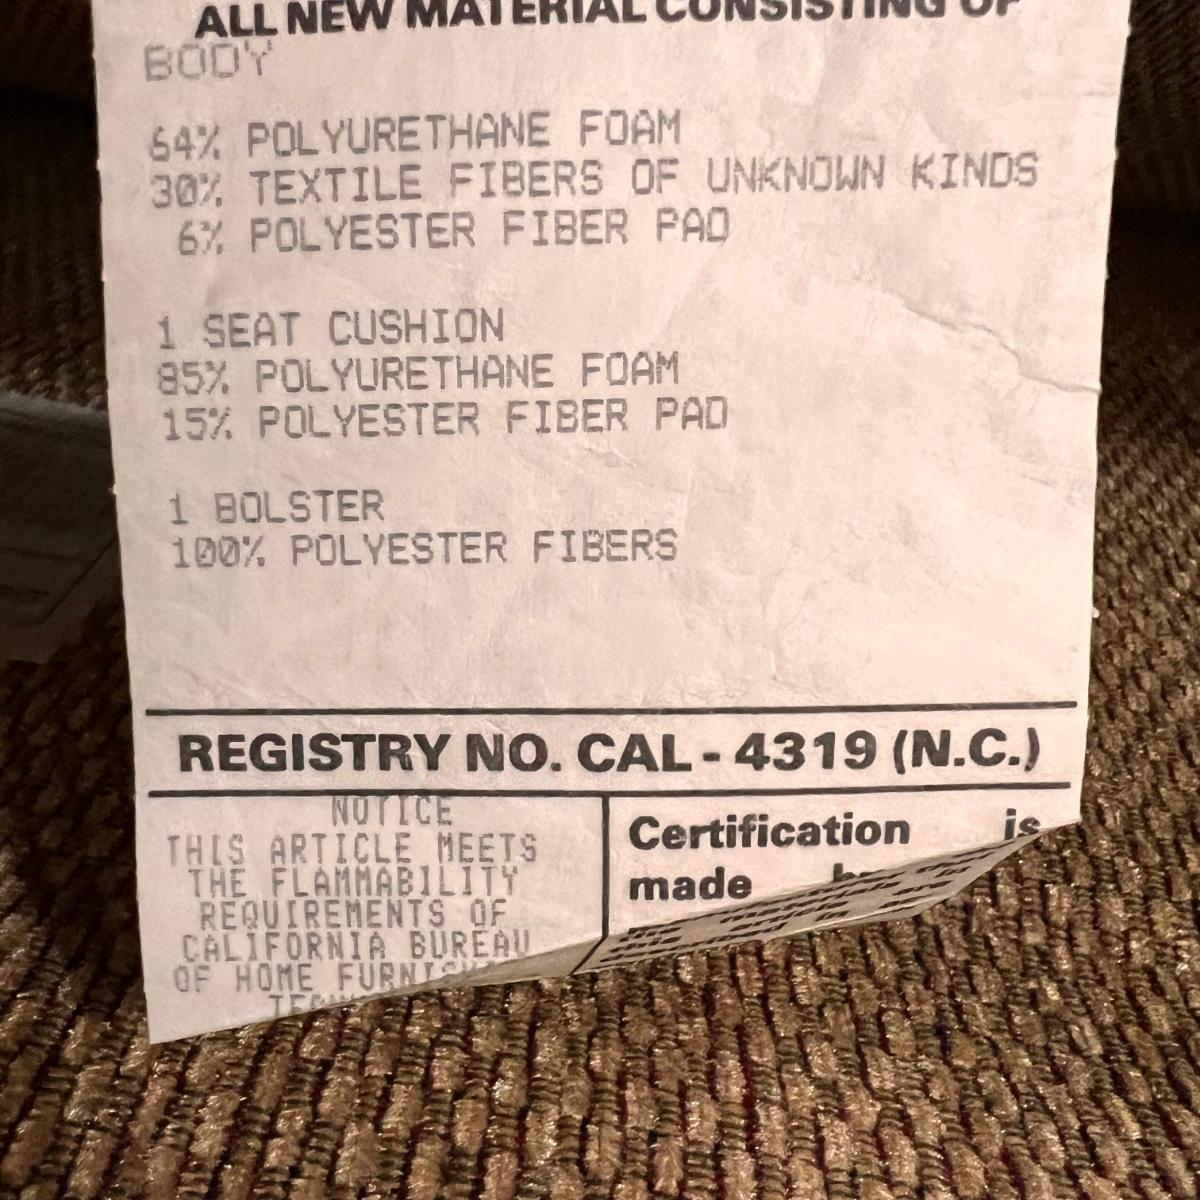 ALL NEW MATERIAL CONSISTING OF
BODY
64% POLYURETHANE FOAM
30% TEXTILE FIBERS OF UNKNOWN KINDS
6% POLYESTER FIBER PAD
1 SEAT CUSHION
85% POLYURETHANE FOAM
15% POLYESTER FIBER PAD
1 BOLSTER
100% POLYESTER FIBERS
REGISTRY NO. CAL - 4319 (N.C.)
NOTICE
THIS ARTICLE MEETS
THE FLAMMABILITY
REQUIREMENTS OF
CALIFORNIA BUREAU
OF HOME
Certification is
made